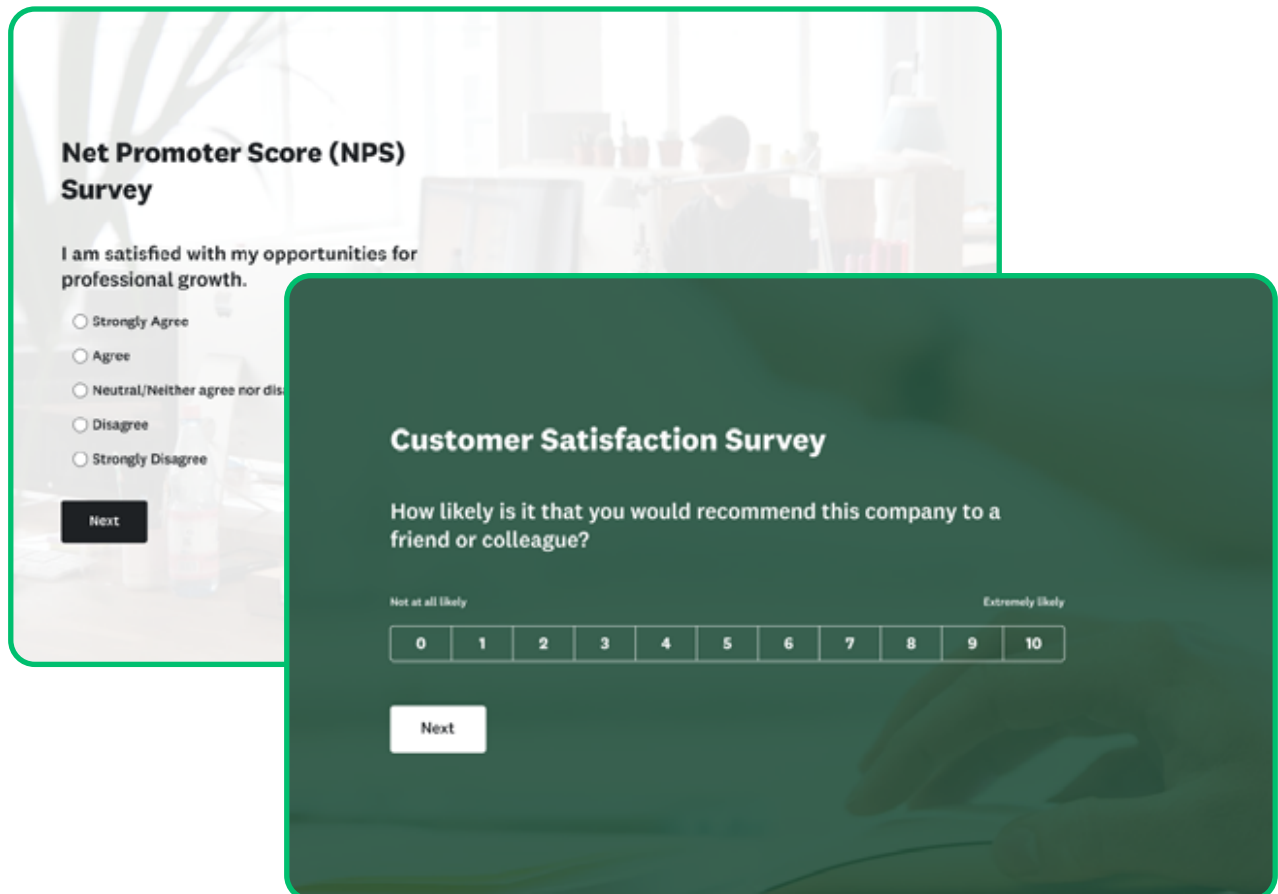 Net Promoter Score (NPS)
Survey
I am satisfied with my opportunities for
professional growth.
Strongly Agree
Agree
Neutral/Neither agree nor
Disagree
Strongly Disagree
Next
Customer Satisfaction Survey
How likely is it that you would recommend this company to a
friend or colleague?
Not at all likely Extremely likely
0 1 2 3 4 5 6 7 8 9 10
Next